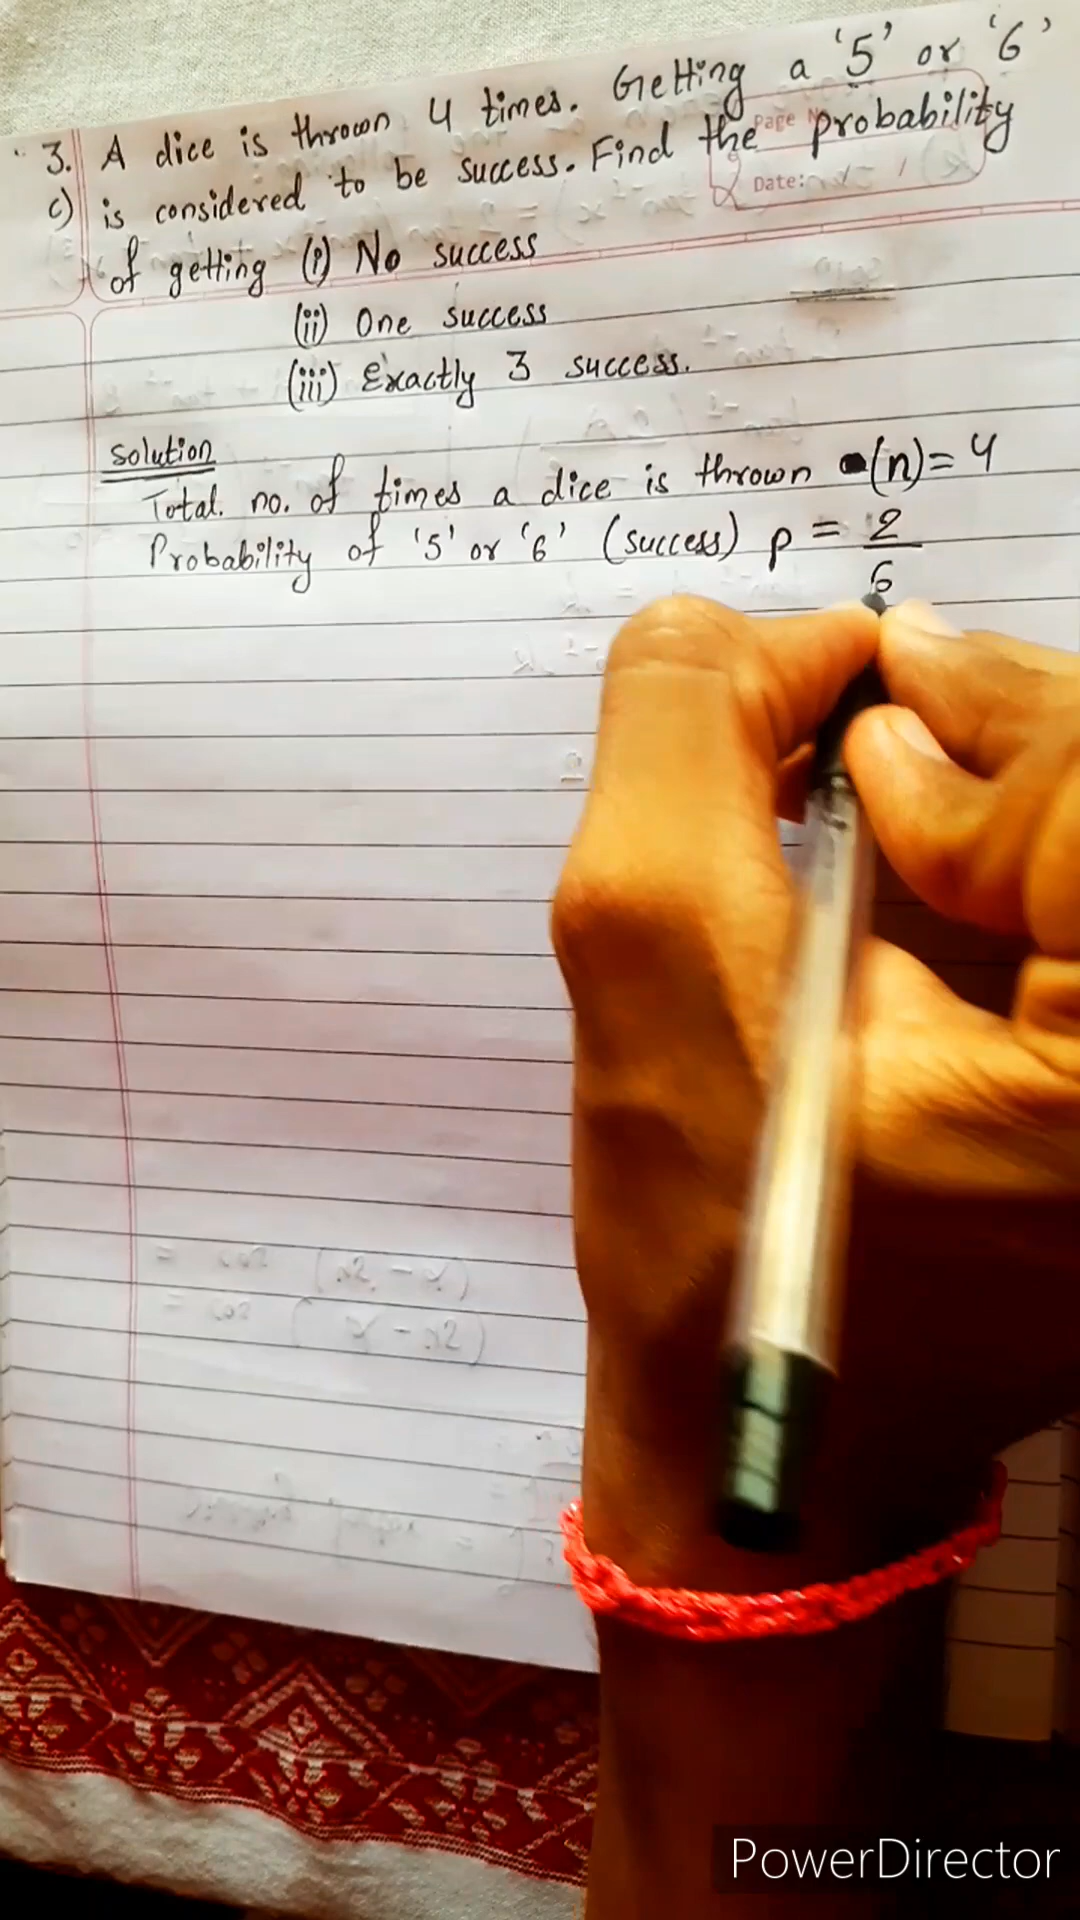 3. A dice is thrown 4 times. Getting a '5' or '6'
c) is considered to be success. Find the probability
of getting (i) No success
(ii) One success
(iii) Exactly 3 success.
Solution
Total. no. of times a dice is thrown (n) = 4
Probability of '5' or '6' (success) p = 2
6
Page
Date:
PowerDirector